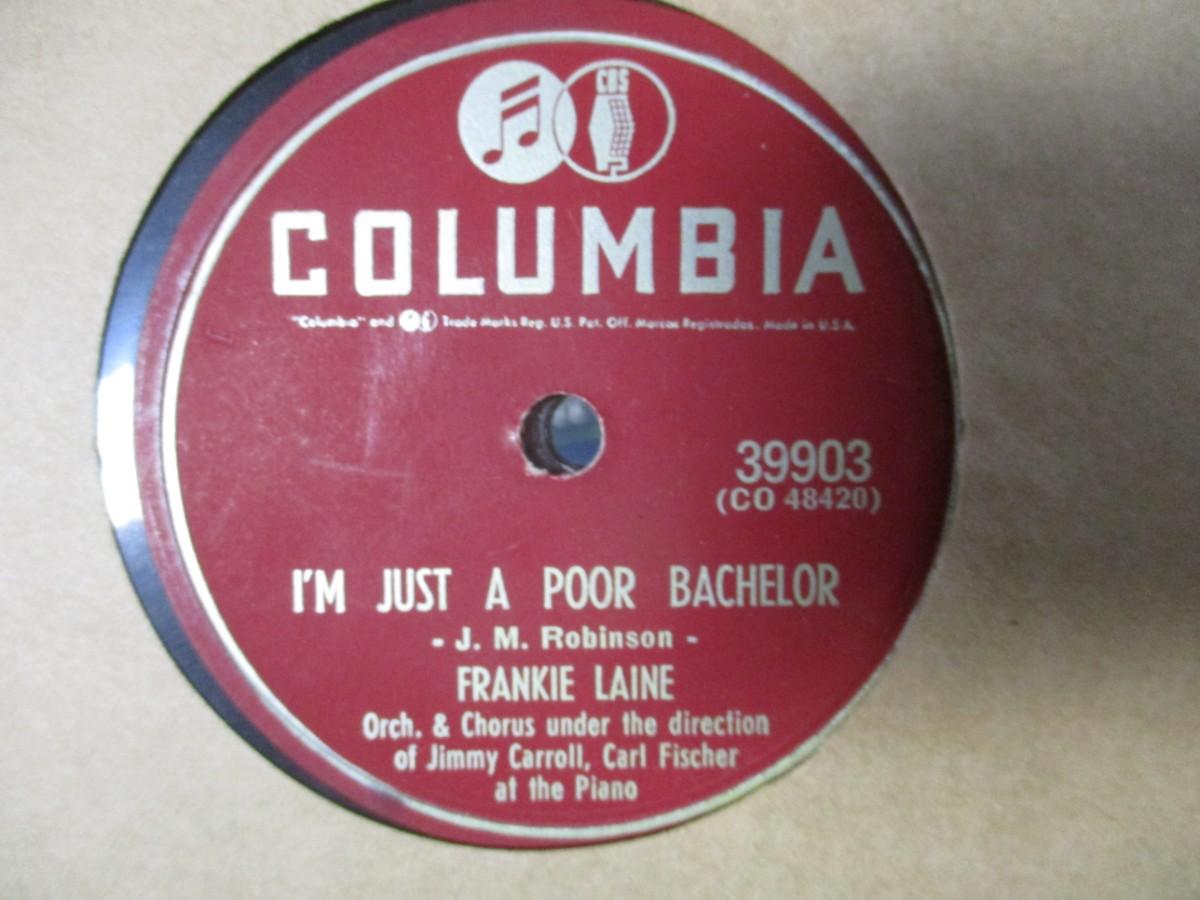 CBS
COLUMBIA
"Columbia" and Trade Marks Reg. U.S. Pat. Off. Marcas Registradas. Made in U.S.A.
39903
(CO 48420)
I'M JUST A POOR BACHELOR
- J. M. Robinson -
FRANKIE LAINE
Orch. & Chorus under the direction
of Jimmy Carroll, Carl Fischer
at the Piano